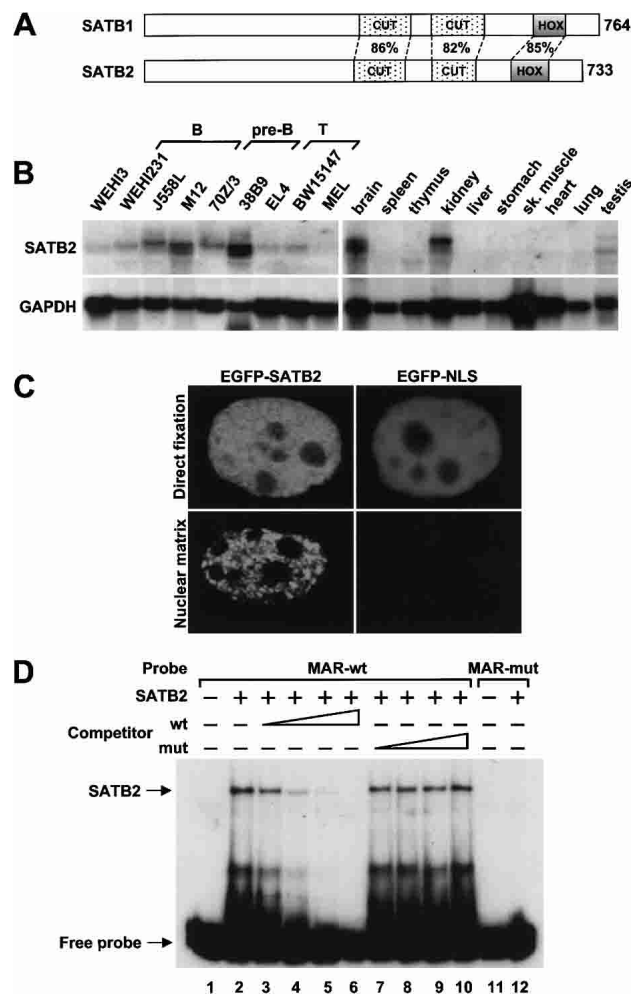 A
SATB1 CUT CUT HOX 764
86% 82% 85%
SATB2 CUT CUT HOX 733
B pre-B T
B
WEHI3 WEHI231 J558L M12 70Z/3 38B9 EL4 BW15147 MEL brain spleen thymus kidney liver stomach sk. muscle heart lung testis
SATB2
GAPDH
C
EGFP-SATB2 EGFP-NLS
Direct fixation
Nuclear matrix
D
Probe MAR-wt MAR-mut
SATB2 – + + + + + + + + + – +
wt – – – – – – – –
Competitor
mut – – – – – – – –
SATB2
Free probe
1 2 3 4 5 6 7 8 9 10 11 12